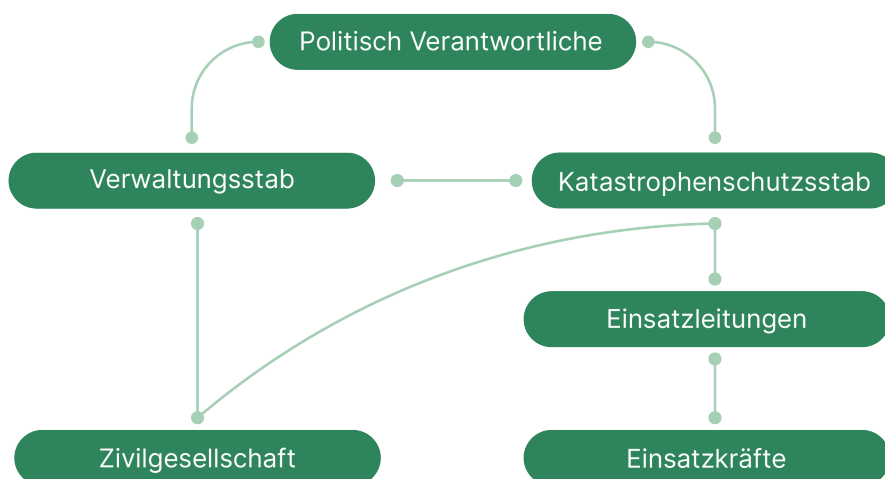 Politisch Verantwortliche
Verwaltungsstab
Katastrophenschutzsstab
Einsatzleitungen
Zivilgesellschaft
Einsatzkräfte